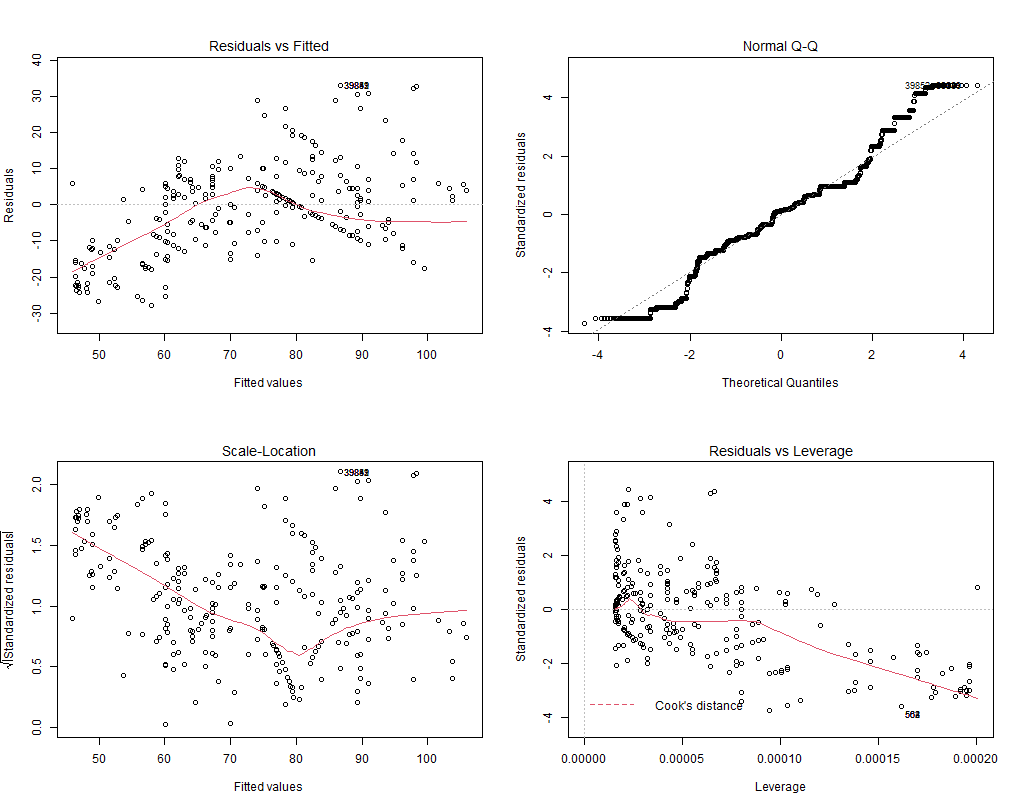 Residuals vs Fitted
Residuals
40
30
20
10
0
-10
-20
-30
50 60 70 80 90 100
Fitted values
Normal Q-Q
Standardized residuals
4
2
0
-2
-4
-4 -2 0 2 4
Theoretical Quantiles
Scale-Location
√|Standardized residuals|
2.0
1.5
1.0
0.5
0.0
50 60 70 80 90 100
Fitted values
Residuals vs Leverage
Standardized residuals
4
2
0
-2
-4
Cook's distance
0.00000 0.00005 0.00010 0.00015 0.00020
Leverage